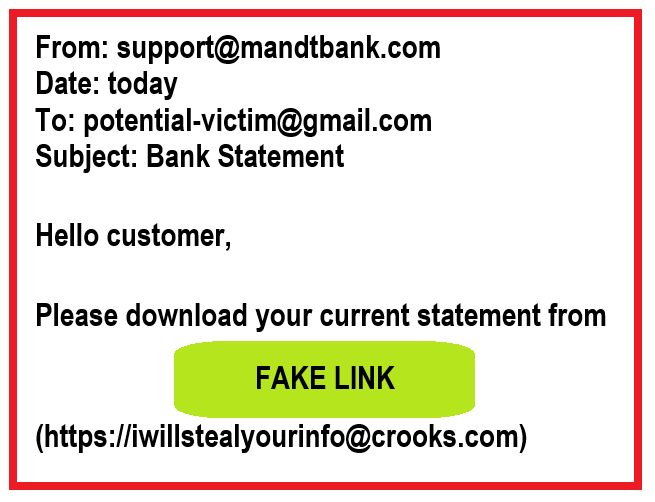 From: support@mandtbank.com
Date: today
To: potential-victim@gmail.com
Subject: Bank Statement
Hello customer,
Please download your current statement from
FAKE LINK
(https://iwillstealyourinfo@crooks.com)